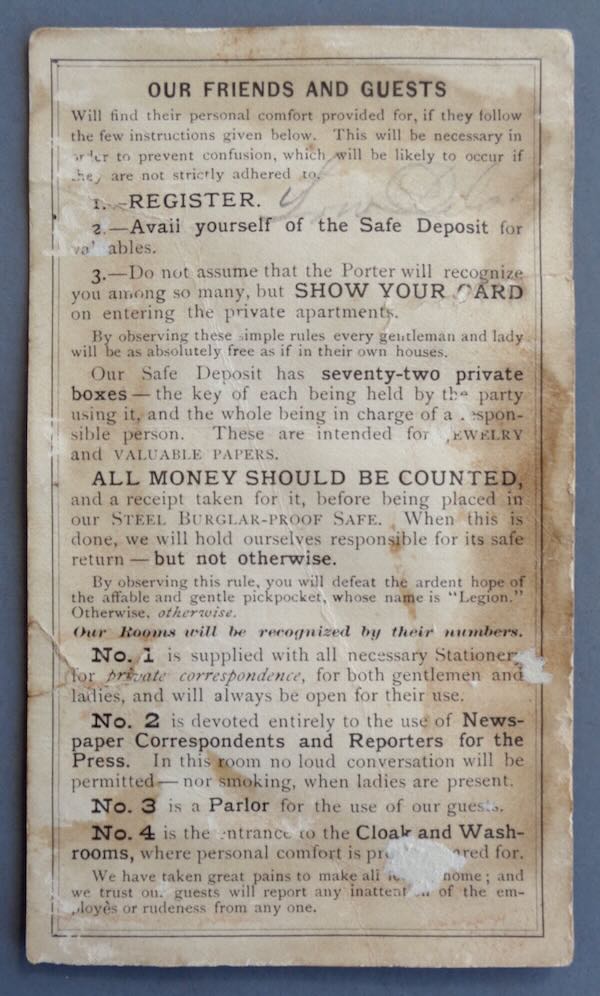 OUR FRIENDS AND GUESTS
Will find their personal comfort provided for, if they follow
the few instructions given below. This will be necessary in
to prevent confusion, which will be likely to occur if
they are not strictly adhered to.
1.—REGISTER.
2.—Avail yourself of the Safe Deposit for
ables.
3.—Do not assume that the Porter will recognize
you among so many, but SHOW YOUR CARD
on entering the private apartments.
By observing these simple rules every gentleman and lady
will be as absolutely free as if in their own houses.
Our Safe Deposit has seventy-two private
boxes — the key of each being held by the party
using it, and the whole being in charge of a respon-
sible person. These are intended for JEWELRY
and VALUABLE PAPERS.
ALL MONEY SHOULD BE COUNTED,
and a receipt taken for it, before being placed in
our STEEL BURGLAR-PROOF SAFE. When this is
done, we will hold ourselves responsible for its safe
return — but not otherwise.
By observing this rule, you will defeat the ardent hope of
the affable and gentle pickpocket, whose name is "Legion."
Otherwise, otherwise.
Our Rooms will be recognized by their numbers.
No. 1 is supplied with all necessary Stationery
for private correspondence, for both gentlemen and
ladies, and will always be open for their use.
No. 2 is devoted entirely to the use of News-
paper Correspondents and Reporters for the
Press. In this room no loud conversation will be
permitted — nor smoking, when ladies are present.
No. 3 is a Parlor for the use of our guests.
No. 4 is the entrance to the Cloak and Wash-
rooms, where personal comfort is ared for.
We have taken great pains to make all home; and
we trust our guests will report any of the em-
ployès or rudeness from any one.